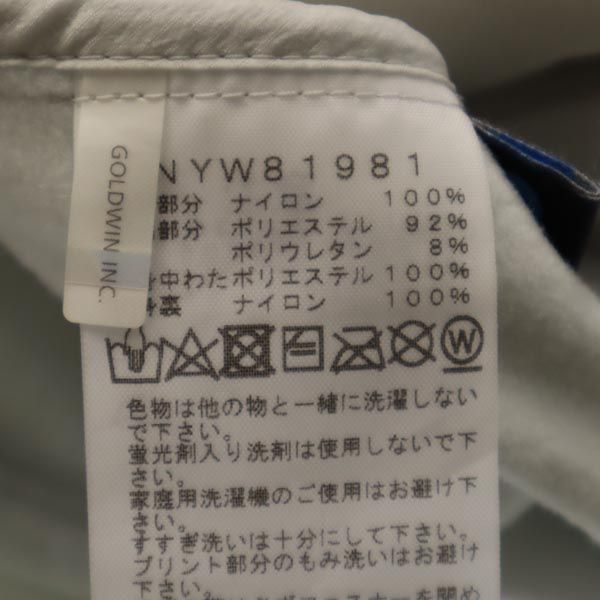 GOLDWIN INC.
NYW81981
部分 ナイロン 100%
部分 ポリエステル 92%
ポリウレタン 8%
中わた ポリエステル 100%
裏 ナイロン 100%
W
色物は他の物と一緒に洗濯しない
で下さい。
蛍光剤入り洗剤は使用しないで下
さい。
家庭用洗濯機のご使用はお避け下
さい。
すすぎ洗いは十分にして下さい。
プリント部分のもみ洗いはお避け
下さい。